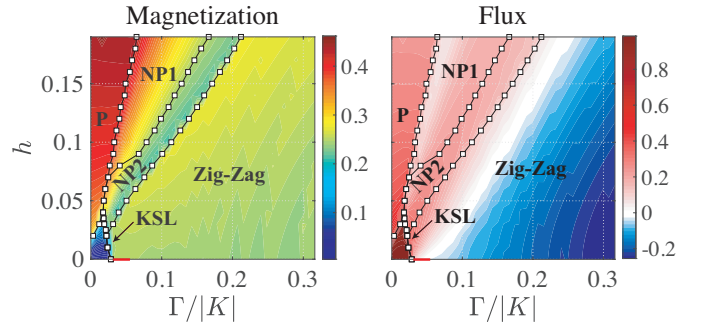 Magnetization
Flux
h
0.15
0.1
0.05
0
P
NP1
NP2
KSL
Zig-Zag
0
0.1
0.2
0.3
Γ/|K|
0.4
0.3
0.2
0.1
P
NP1
NP2
KSL
Zig-Zag
0
0.1
0.2
0.3
Γ/|K|
0.8
0.6
0.4
0.2
0
-0.2